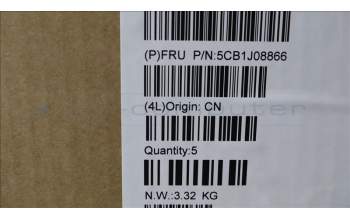 (P)FRU P/N:5CB1J08866
(4L)Origin: CN
Quantity:5
N.W.:3.32 KG